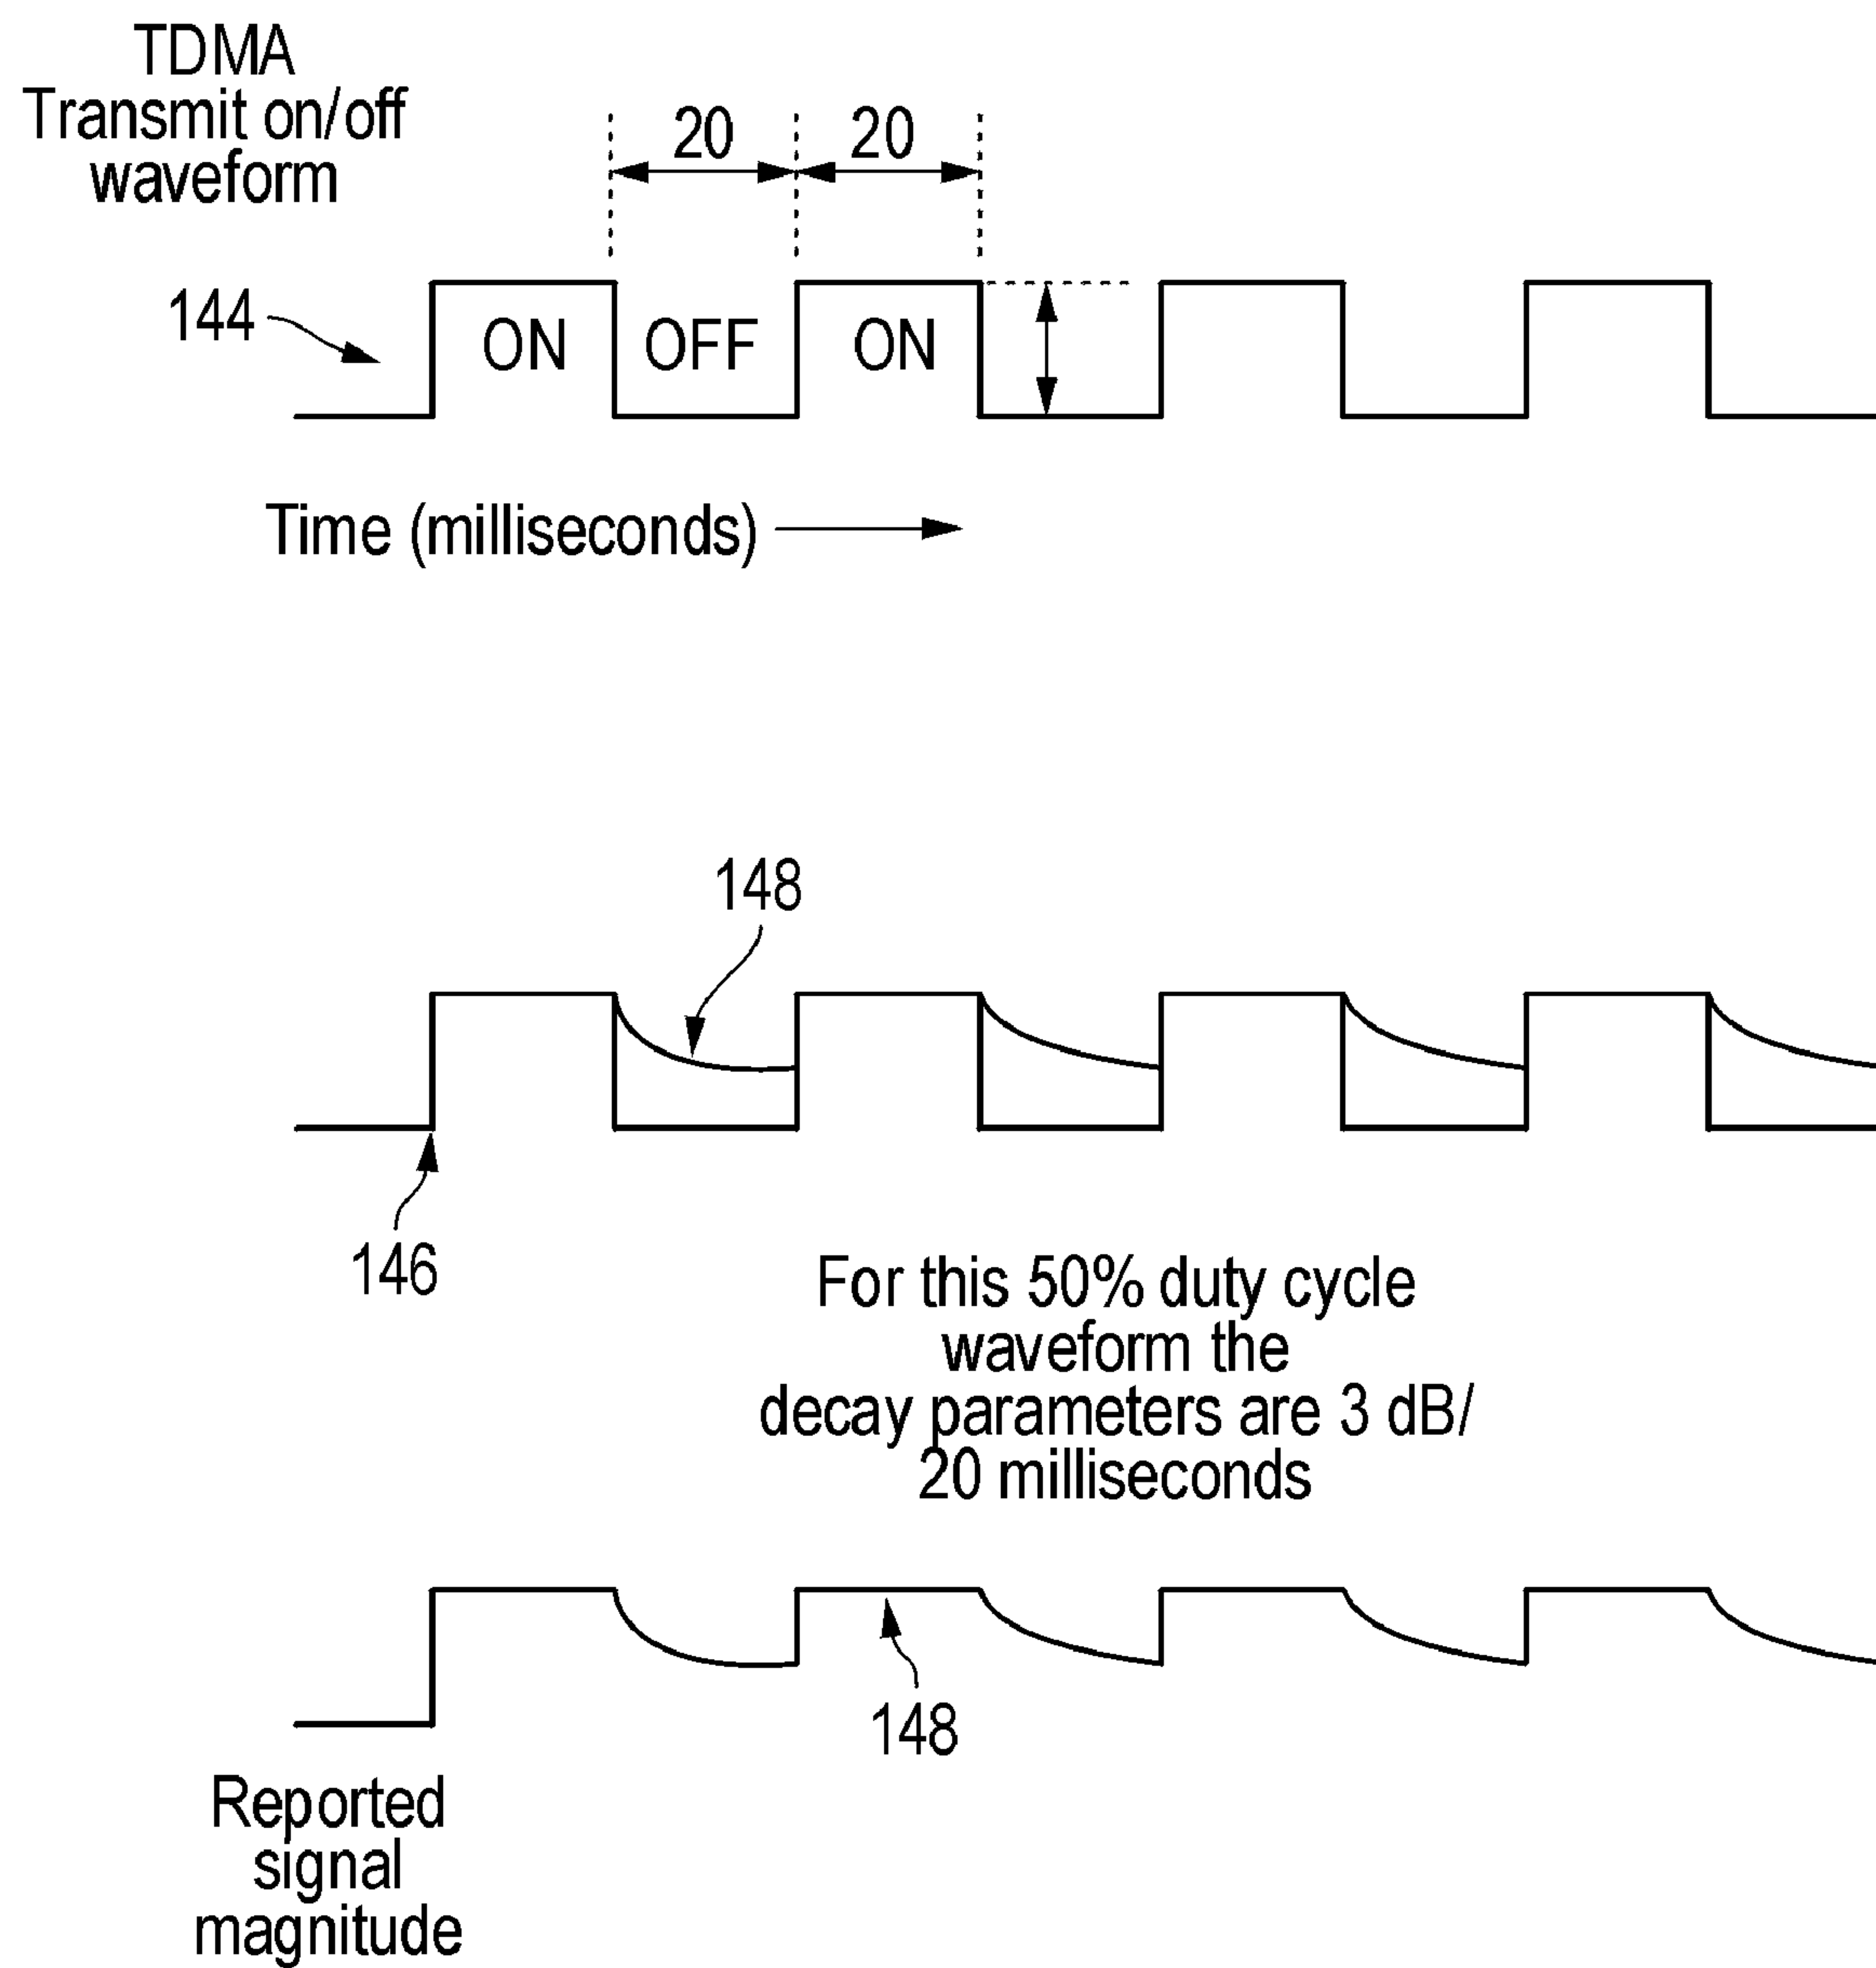 TDMA
Transmit on/off
waveform
20
20
144
ON
OFF
ON
Time (milliseconds)
148
146
For this 50% duty cycle
waveform the
decay parameters are 3 dB/
20 milliseconds
148
Reported
signal
magnitude